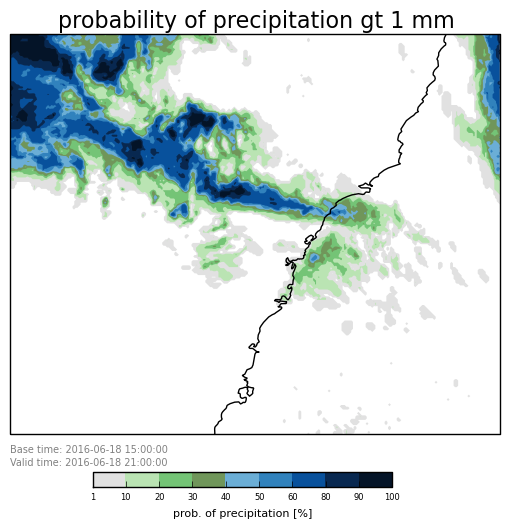 probability of precipitation gt 1 mm
Base time: 2016-06-18 15:00:00
Valid time: 2016-06-18 21:00:00
1 10 20 30 40 50 60 70 80 90 100
prob. of precipitation [%]